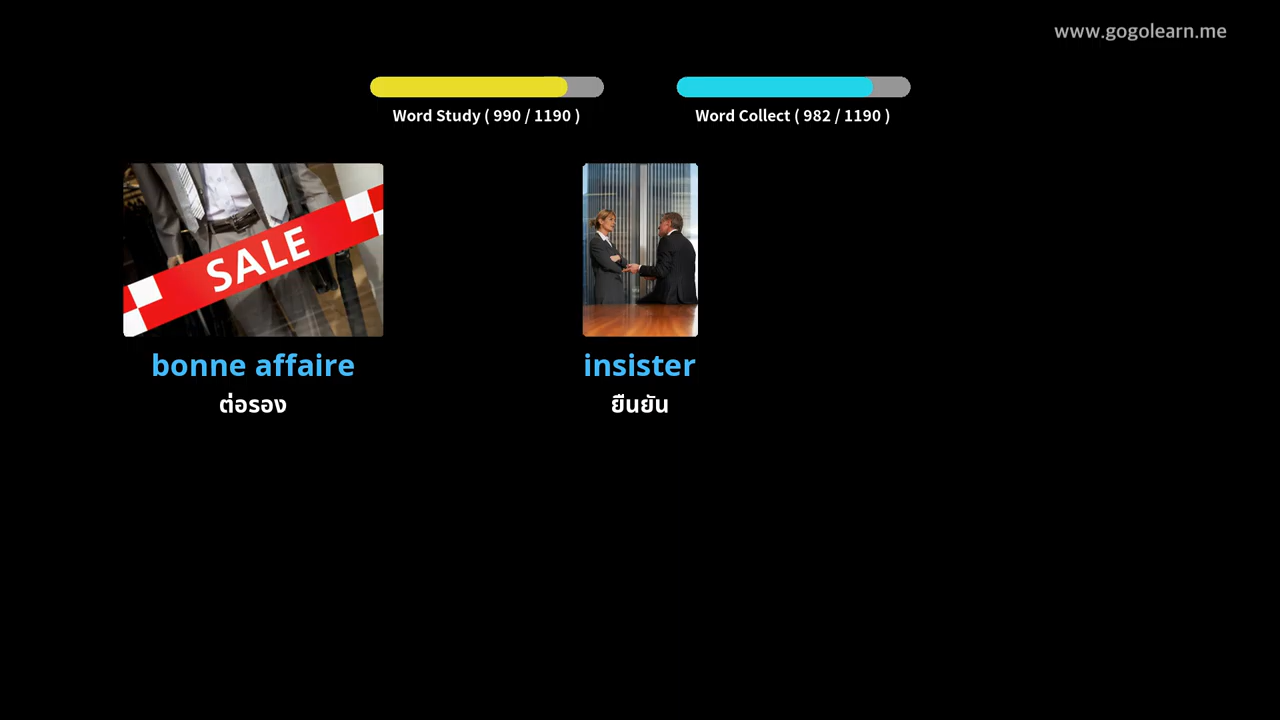 www.gogolearn.me
Word Study ( 990 / 1190 )
Word Collect ( 982 / 1190 )
SALE
bonne affaire
insister
ต่อรอง
ยืนยัน